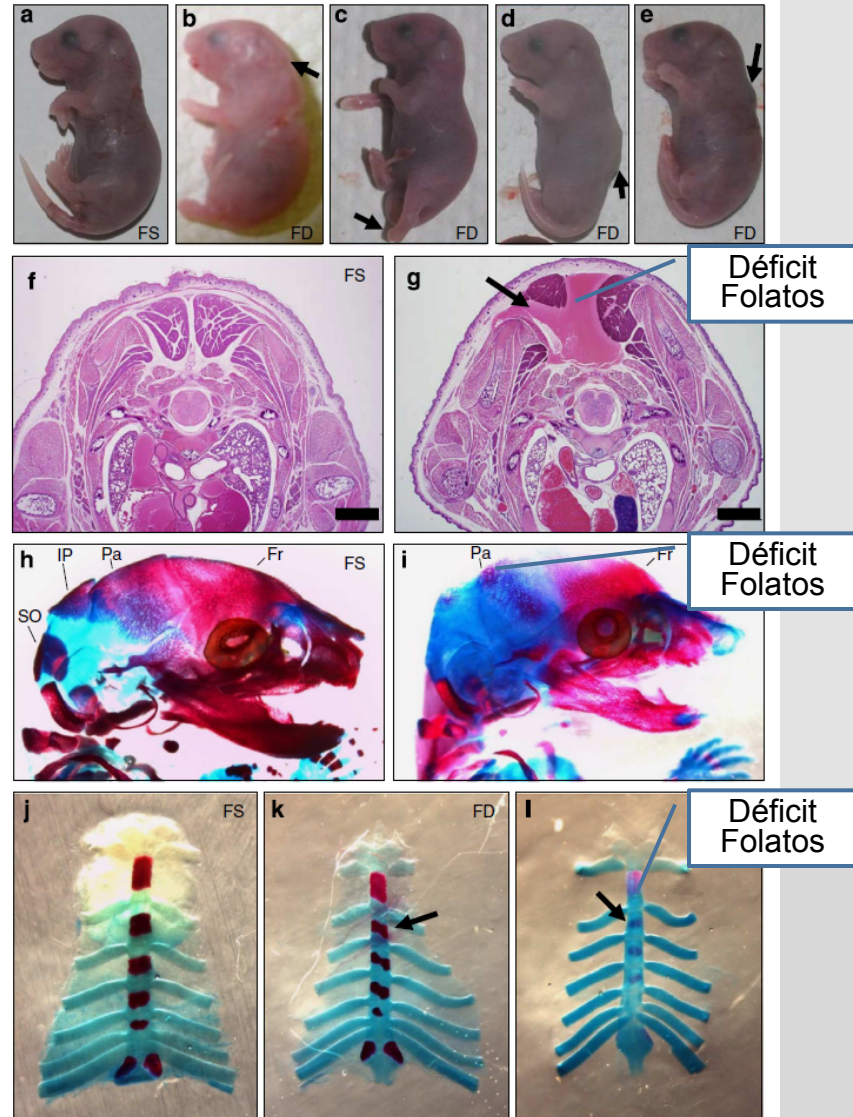 a
FS
b
FD
c
FD
d
FD
e
FD
Déficit
Folatos
f
FS
g
h
IP
Pa
Fr
FS
SO
i
Pa
Fr
Déficit
Folatos
j
FS
k
FD
l
Déficit
Folatos